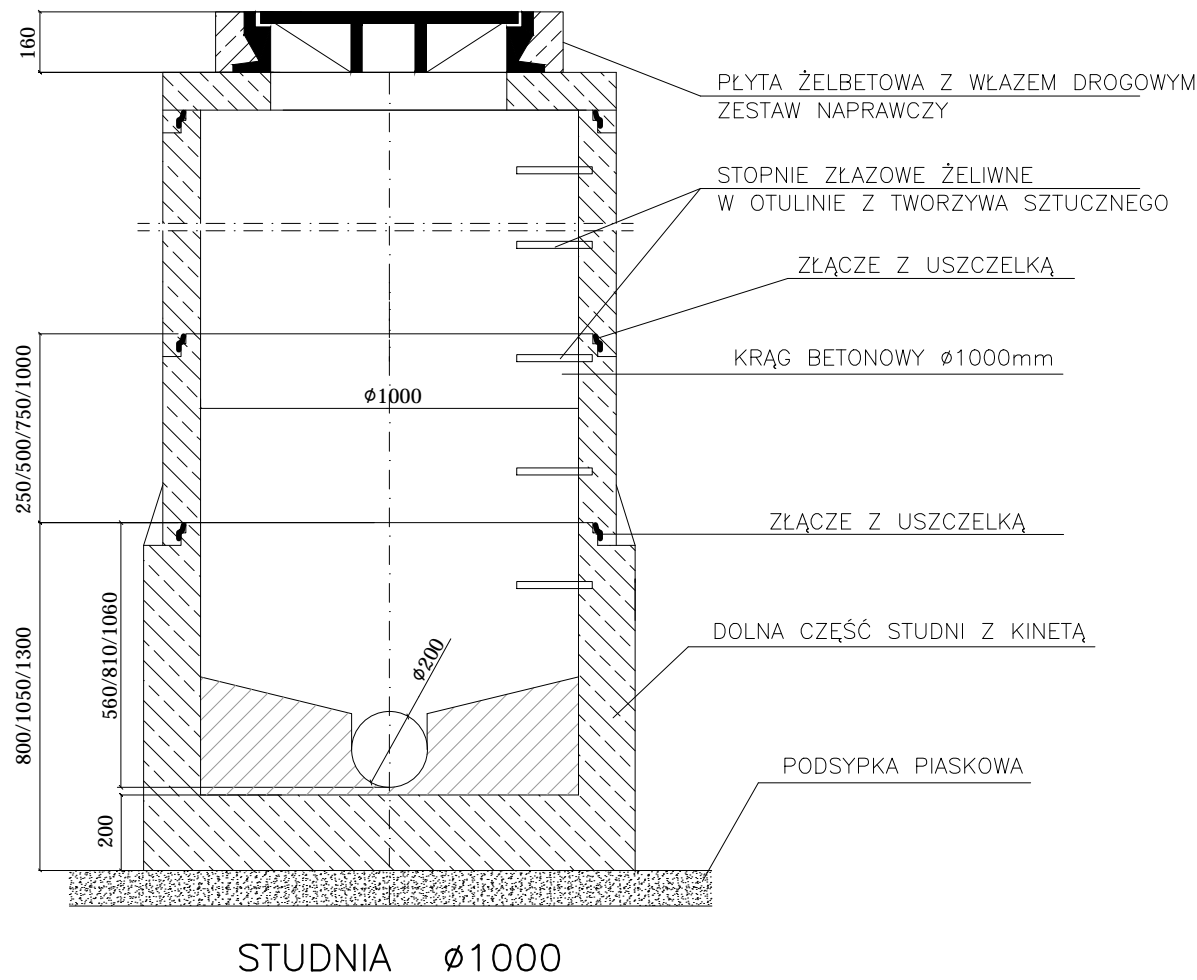 160
PŁYTA ŻELBETOWA Z WŁAZEM DROGOWYM
ZESTAW NAPRAWCZY
STOPNIE ZŁAZOWE ŻELIWNE
W OTULINIE Z TWORZYWA SZTUCZNEGO
ZŁĄCZE Z USZCZELKĄ
KRĄG BETONOWY ø1000mm
250/500/750/1000
ø1000
ZŁĄCZE Z USZCZELKĄ
DOLNA CZĘŚĆ STUDNI Z KINETĄ
800/1050/1300
560/810/1060
ø200
PODSYPKA PIASKOWA
200
STUDNIA ø1000